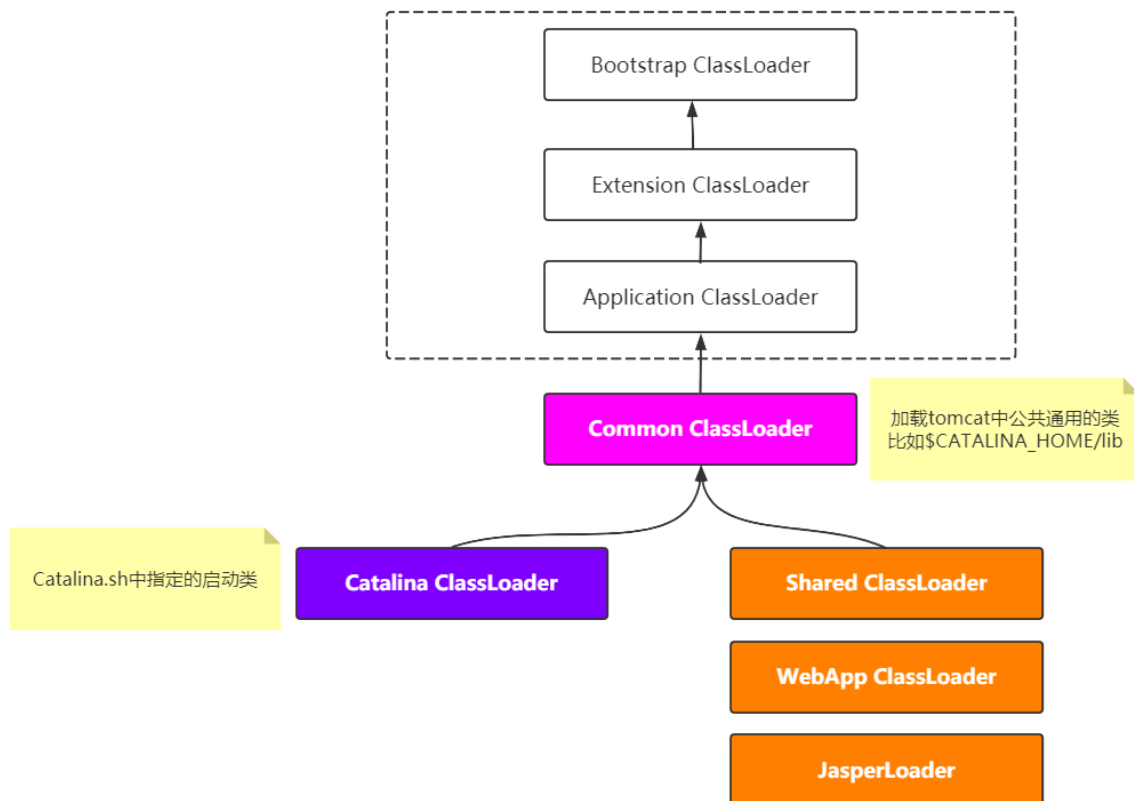 Bootstrap ClassLoader
Extension ClassLoader
Application ClassLoader
Common ClassLoader
加载tomcat中公共通用的类
比如$CATALINA_HOME/lib
Catalina.sh中指定的启动类
Catalina ClassLoader
Shared ClassLoader
WebApp ClassLoader
JasperLoader